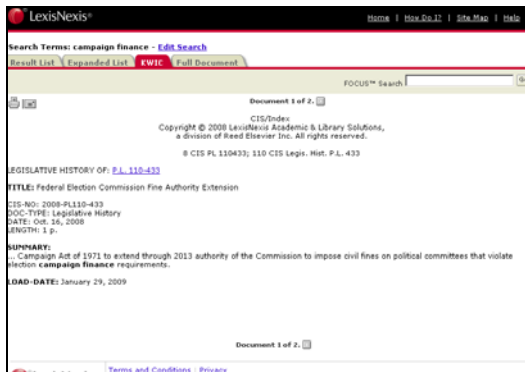 LexisNexis®
Home | How Do I? | Site Map | Help
Search Terms: campaign finance - Edit Search
Result List Expanded List KWIC Full Document
FOCUS™ Search
Document 1 of 2.
CIS/Index
Copyright © 2008 LexisNexis Academic & Library Solutions,
a division of Reed Elsevier Inc. All rights reserved.
8 CIS PL 110433; 110 CIS Legis. Hist. P.L. 433
LEGISLATIVE HISTORY OF: P.L. 110-433
TITLE: Federal Election Commission Fine Authority Extension
CIS-NO: 2008-PL110-433
DOC-TYPE: Legislative History
DATE: Oct. 16, 2008
LENGTH: 1 p.
SUMMARY:
... Campaign Act of 1971 to extend through 2013 authority of the Commission to impose civil fines on political committees that violate
election campaign finance requirements.
LOAD-DATE: January 29, 2009
Document 1 of 2.
Terms and Conditions | Privacy